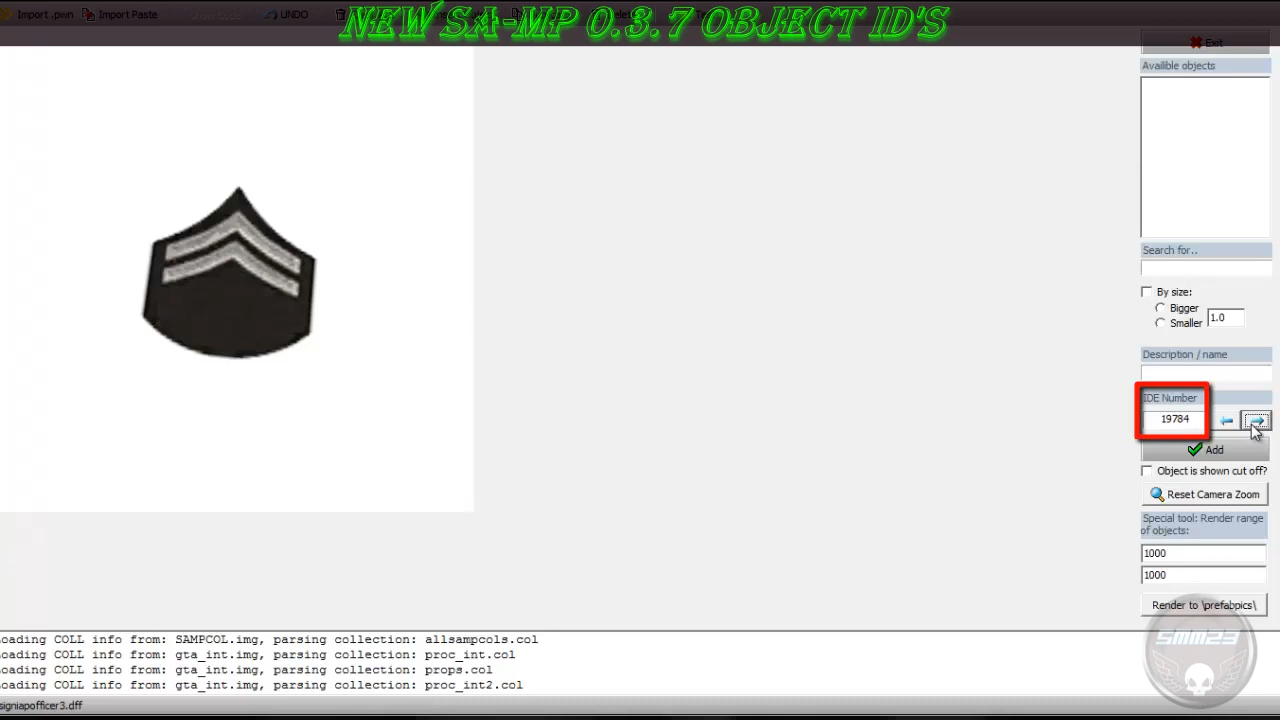 NEW SA-MP 0.3.7 OBJECT ID'S
Import .pwn Import Paste UNDO
Exit
Availible objects
Search for..
By size:
Bigger
Smaller
1.0
Description / name
IDE Number
19784
Add
Object is shown cut off?
Reset Camera Zoom
Special tool: Render range
of objects:
1000
1000
Render to \prefabpics\
oading COLL info from: SAMPCOL.img, parsing collection: allsampcols.col
oading COLL info from: gta_int.img, parsing collection: proc_int.col
oading COLL info from: gta_int.img, parsing collection: props.col
oading COLL info from: gta_int.img, parsing collection: proc_int2.col
SMM23
signiapofficer3.dff